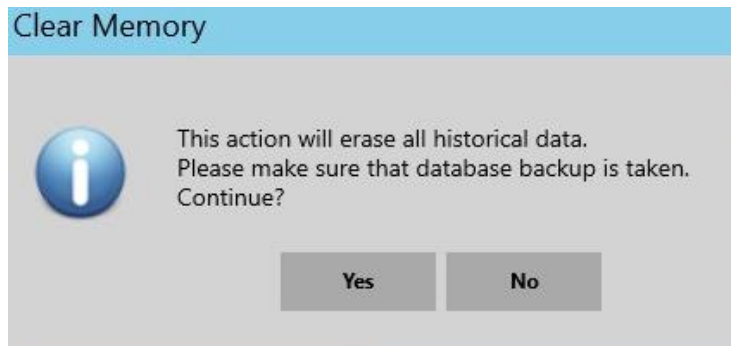 Clear Memory
This action will erase all historical data.
Please make sure that database backup is taken.
Continue?
Yes
No